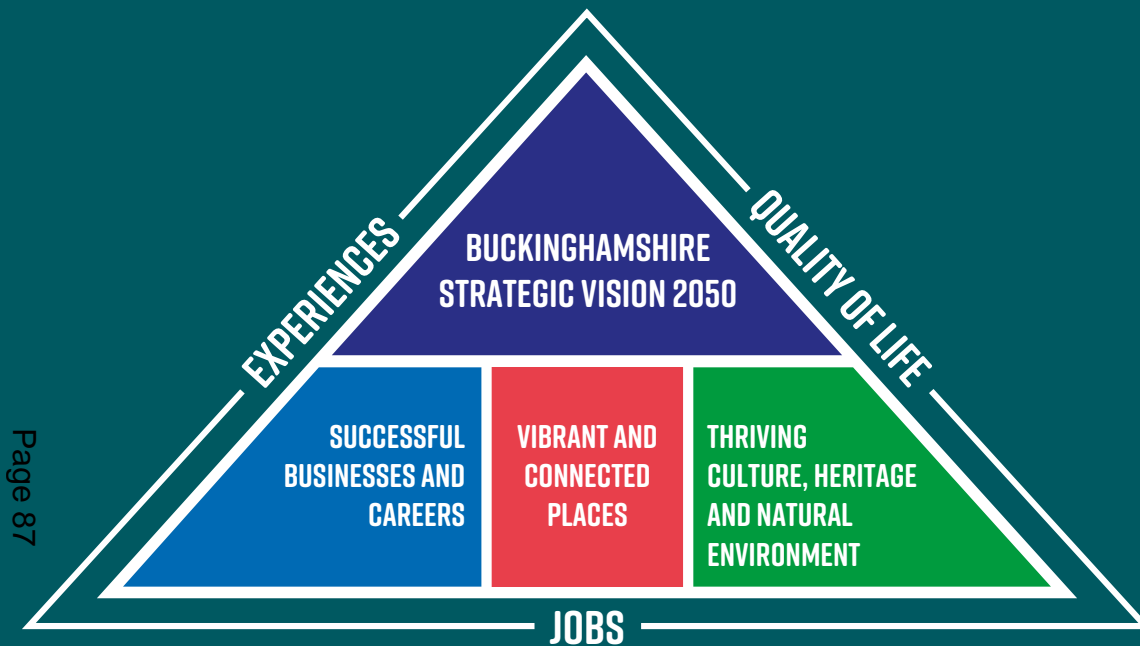 EXPERIENCES
QUALITY OF LIFE
BUCKINGHAMSHIRE
STRATEGIC VISION 2050
SUCCESSFUL
BUSINESSES AND
CAREERS
VIBRANT AND
CONNECTED
PLACES
THRIVING
CULTURE, HERITAGE
AND NATURAL
ENVIRONMENT
JOBS
Page 87